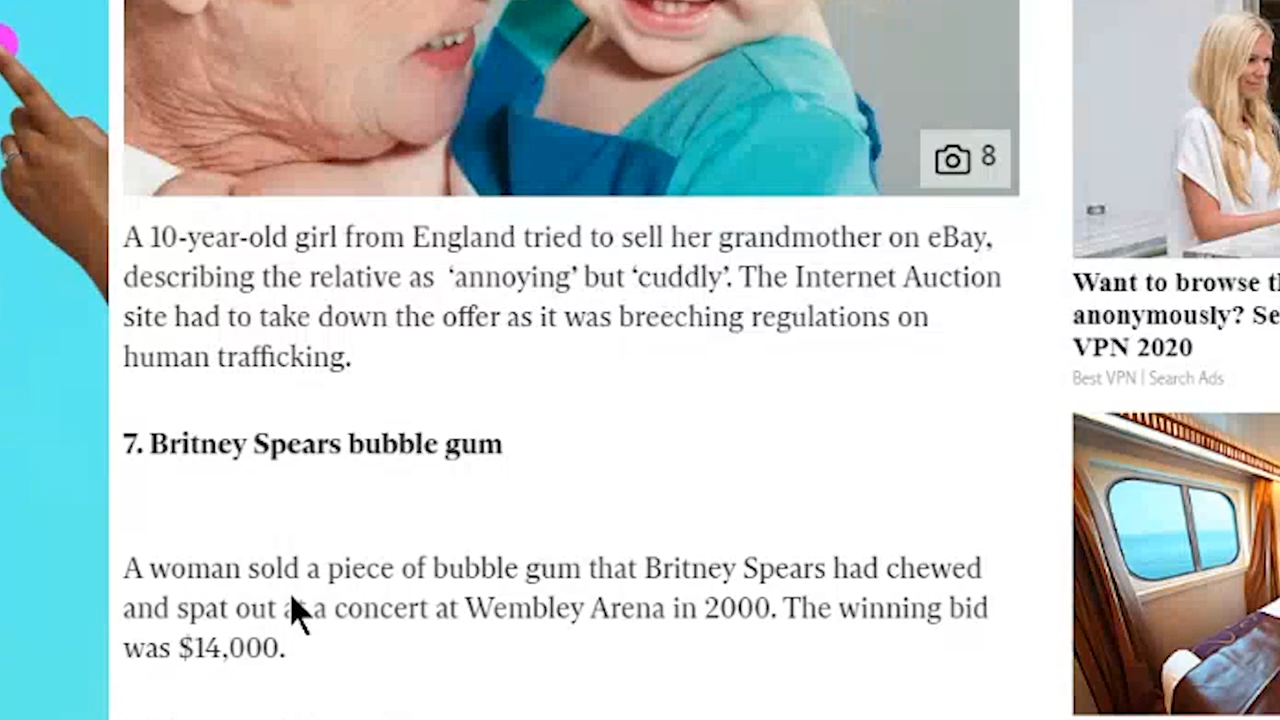 8
A 10-year-old girl from England tried to sell her grandmother on eBay,
describing the relative as ‘annoying’ but ‘cuddly’. The Internet Auction
site had to take down the offer as it was breeching regulations on
human trafficking.
7. Britney Spears bubble gum
A woman sold a piece of bubble gum that Britney Spears had chewed
and spat out a concert at Wembley Arena in 2000. The winning bid
was $14,000.
Want to browse
anonymously?
VPN 2020
Best VPN | Search Ads